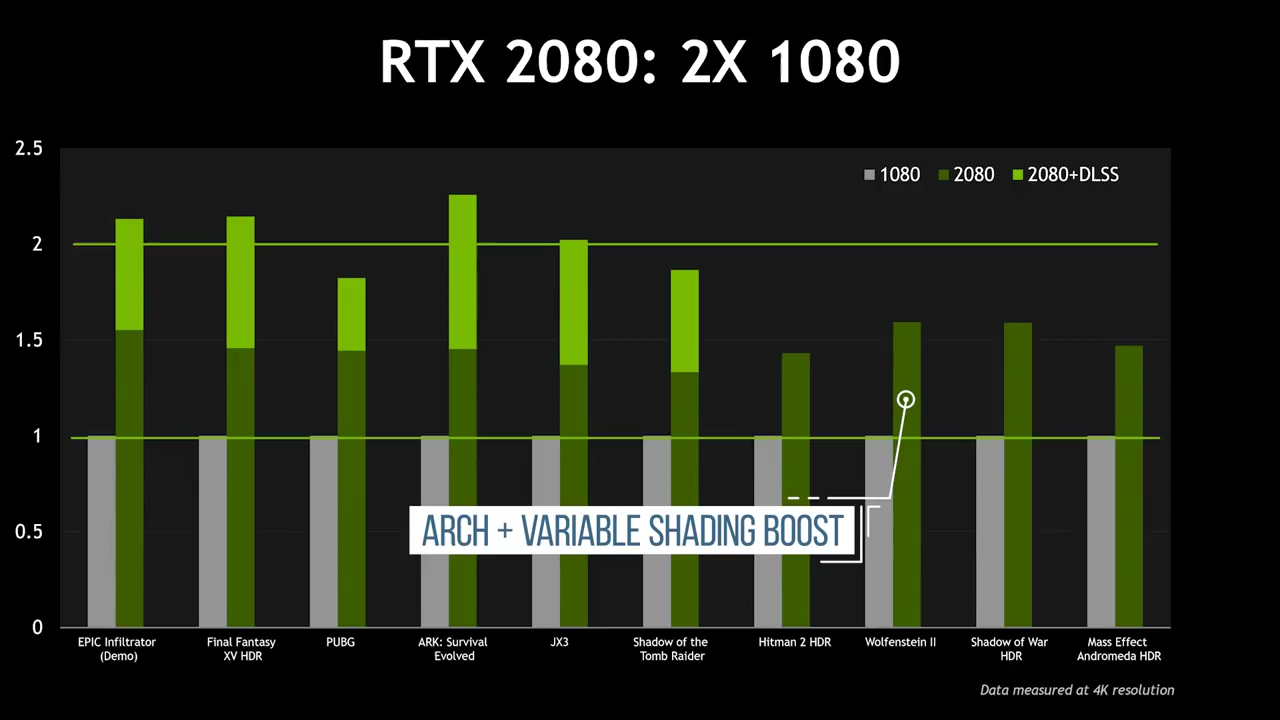 RTX 2080: 2X 1080
2.5
1080 2080 2080+DLSS
2
1.5
1
0.5
ARCH + VARIABLE SHADING BOOST
0
EPIC Infiltrator
(Demo)
Final Fantasy
XV HDR
PUBG
ARK: Survival
Evolved
JX3
Shadow of the
Tomb Raider
Hitman 2 HDR
Wolfenstein II
Shadow of War
HDR
Mass Effect
Andromeda HDR
Data measured at 4K resolution